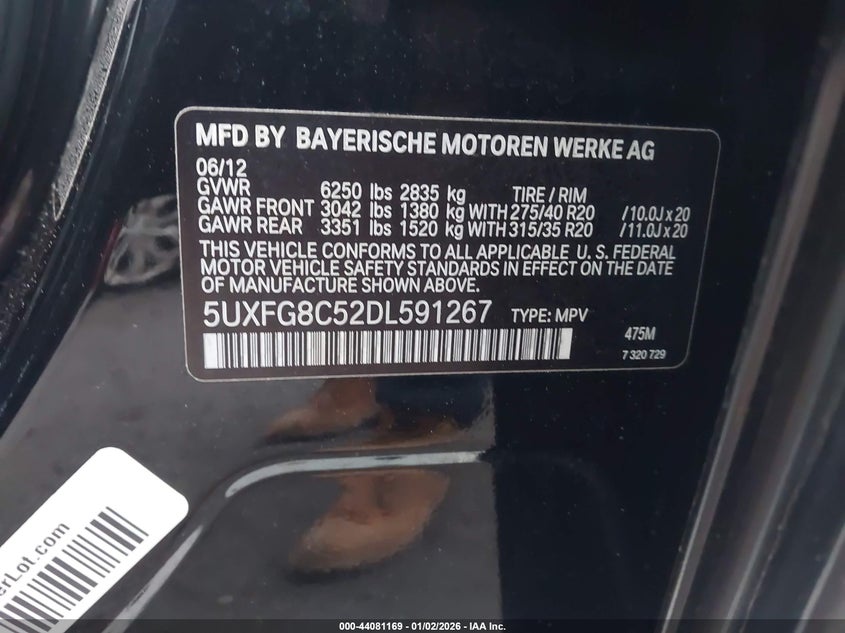 MFD BY BAYERISCHE MOTOREN WERKE AG
06/12
GVWR 6250 lbs 2835 kg TIRE / RIM
GAWR FRONT 3042 lbs 1380 kg WITH 275/40 R20 /10.0J x 20
GAWR REAR 3351 lbs 1520 kg WITH 315/35 R20 /11.0J x 20
THIS VEHICLE CONFORMS TO ALL APPLICABLE U. S. FEDERAL
MOTOR VEHICLE SAFETY STANDARDS IN EFFECT ON THE DATE
OF MANUFACTURE SHOWN ABOVE.
5UXFG8C52DL591267 TYPE: MPV
475M
7 320 729
erLot.com
000-44081169 - 01/02/2026 - IAA Inc.